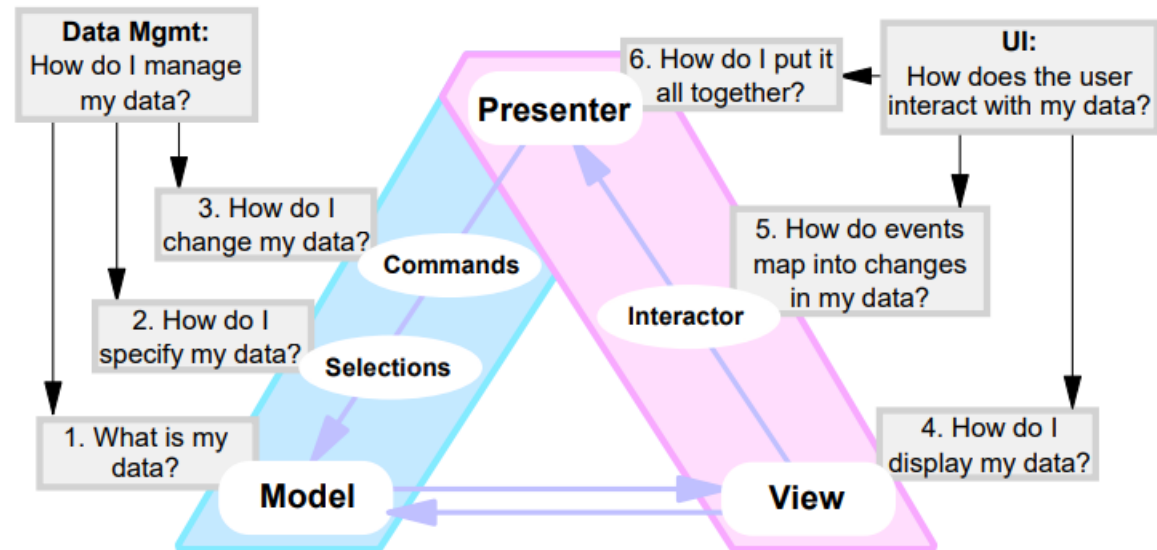 Data Mgmt:
How do I manage
my data?
6. How do I put it
all together?
UI:
How does the user
interact with my data?
Presenter
3. How do I
change my data?
5. How do events
map into changes
in my data?
Commands
Interactor
2. How do I
specify my data?
Selections
1. What is my
data?
4. How do I
display my data?
Model
View